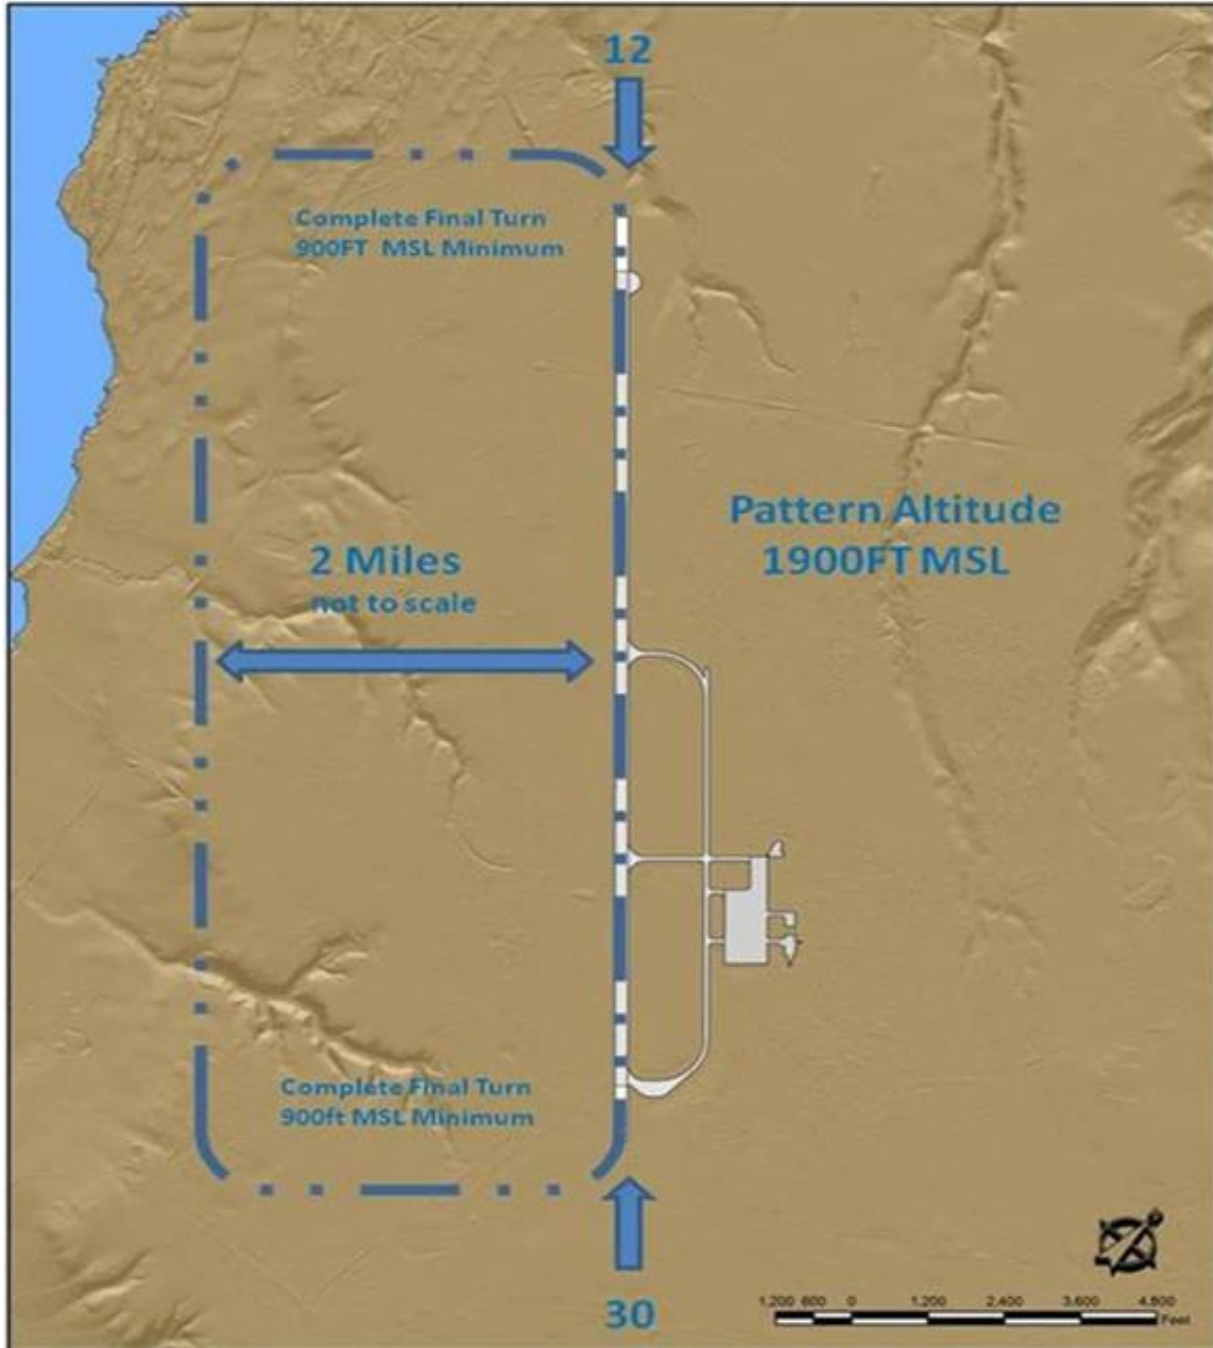 12
Complete Final Turn
900FT MSL Minimum
Pattern Altitude
1900FT MSL
2 Miles
not to scale
Complete Final Turn
900ft MSL Minimum
30
1,200 600 0 1,200 2,400 3,600 4,800
Feet